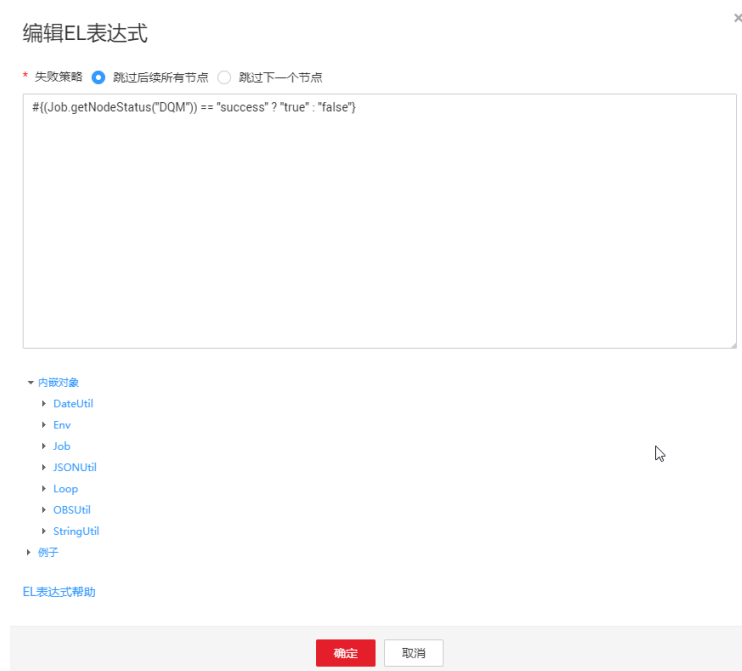 编辑EL表达式
* 失败策略 跳过后续所有节点 跳过下一个节点
#{(Job.getNodeStatus("DQM")) == "success" ? "true" : "false"}
内嵌对象
DateUtil
Env
Job
JSONUtil
Loop
OBSUtil
StringUtil
例子
EL表达式帮助
确定 取消